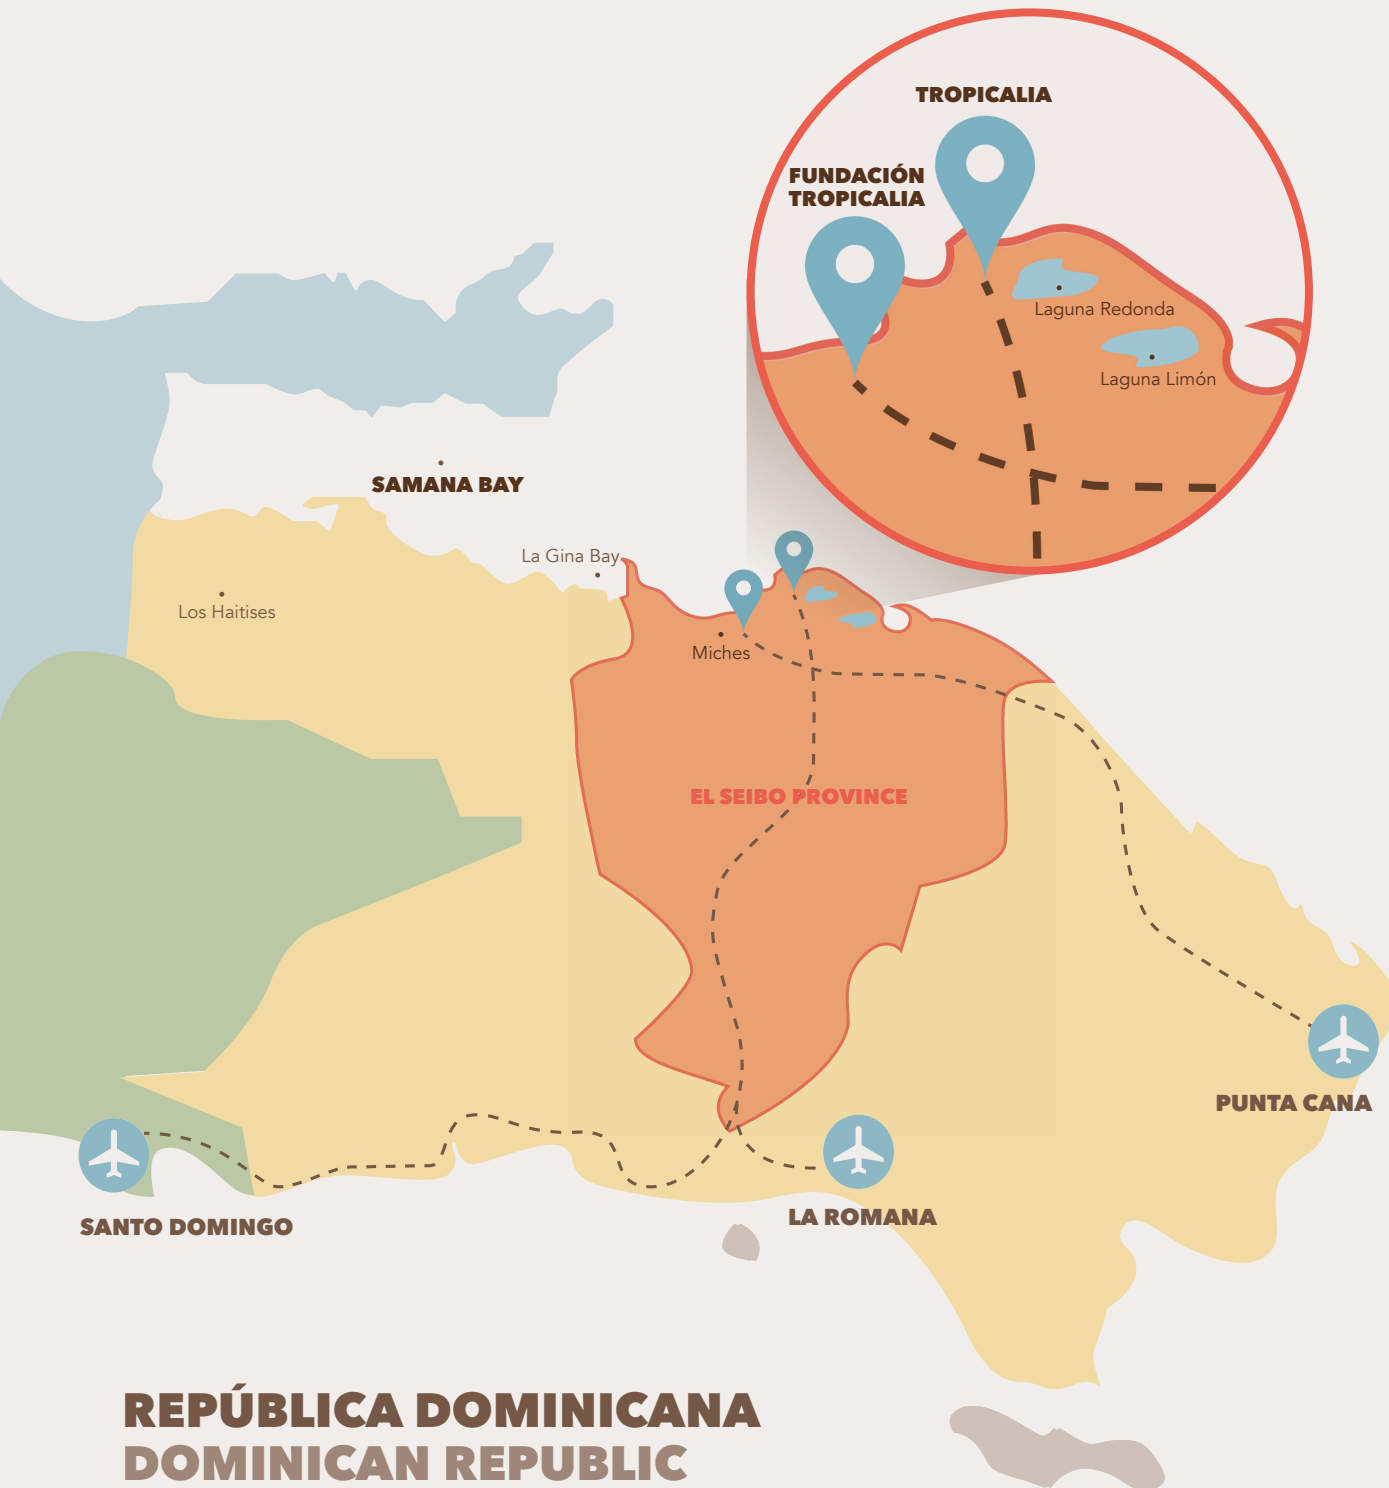 TROPICALIA
FUNDACIÓN
TROPICALIA
Laguna Redonda
Laguna Limón
SAMANA BAY
La Gina Bay
Los Haitises
Miches
EL SEIBO PROVINCE
PUNTA CANA
LA ROMANA
SANTO DOMINGO
REPÚBLICA DOMINICANA
DOMINICAN REPUBLIC